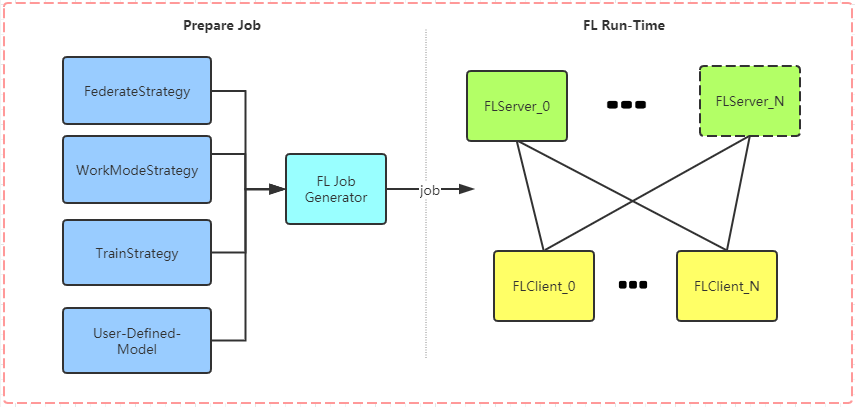 Prepare Job
FL Run-Time
FederateStrategy
WorkModeStrategy
TrainStrategy
User-Defined-
Model
FL Job
Generator
job
FLServer_0
FLServer_N
FLClient_0
FLClient_N